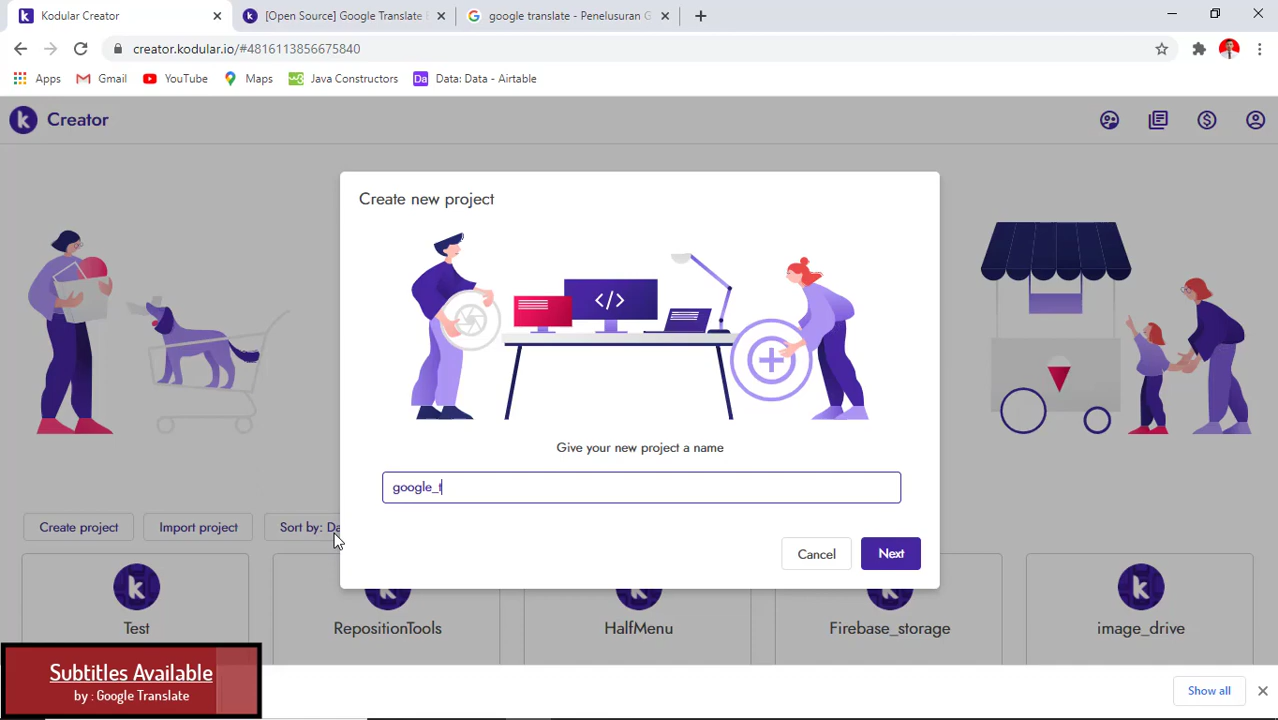 Kodular Creator
[Open Source] Google Translate E
google translate - Penelusuran G
creator.kodular.io/#4816113856675840
Apps
Gmail
YouTube
Maps
Java Constructors
Data: Data - Airtable
Creator
Create new project
</>
Give your new project a name
google_t
Create project
Import project
Sort by: Da
Cancel
Next
Test
RepositionTools
HalfMenu
Firebase_storage
image_drive
Subtitles Available
by : Google Translate
Show all